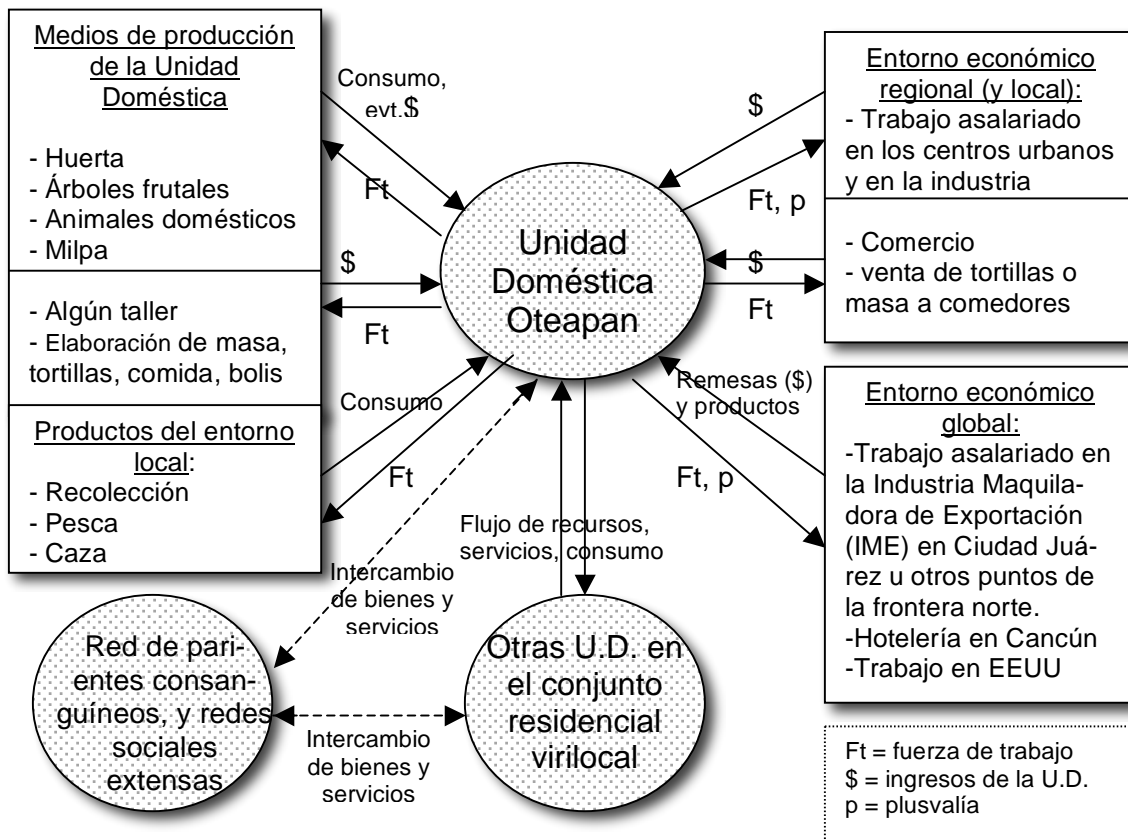 Medios de producción
de la Unidad
Doméstica
- Huerta
- Árboles frutales
- Animales domésticos
- Milpa
- Algún taller
- Elaboración de masa,
tortillas, comida, bolis
Productos del entorno
local:
- Recolección
- Pesca
- Caza
Consumo,
evt.$
Ft
$
Ft
Consumo
Ft
Unidad
Doméstica
Oteapan
$
Ft, p
$
Ft
Remesas ($)
y productos
Ft, p
Entorno económico
regional (y local):
- Trabajo asalariado
en los centros urbanos
y en la industria
- Comercio
- venta de tortillas o
masa a comedores
Entorno económico
global:
-Trabajo asalariado en
la Industria Maquila-
dora de Exportación
(IME) en Ciudad Juá-
rez u otros puntos de
la frontera norte.
-Hotelería en Cancún
-Trabajo en EEUU
Flujo de recursos,
servicios, consumo
Intercambio
de bienes y
servicios
Red de pari-
entes consan-
guíneos, y redes
sociales
extensas
Intercambio
de bienes y
servicios
Otras U.D. en
el conjunto
residencial
virilocal
Ft = fuerza de trabajo
$ = ingresos de la U.D.
p = plusvalía